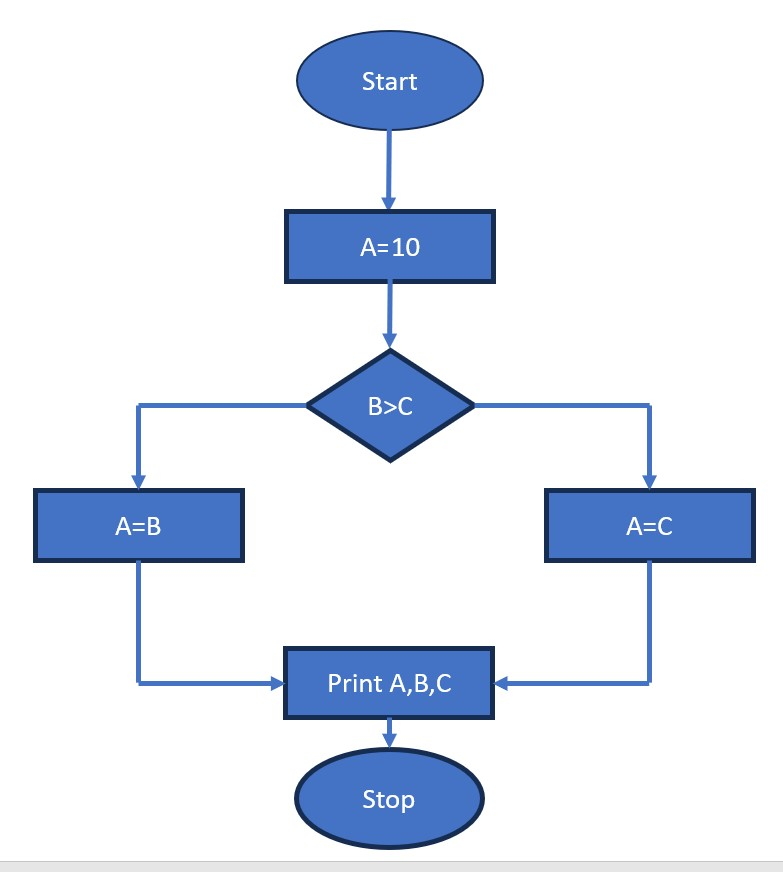 Start
A=10
B>C
A=B
A=C
Print A,B,C
Stop